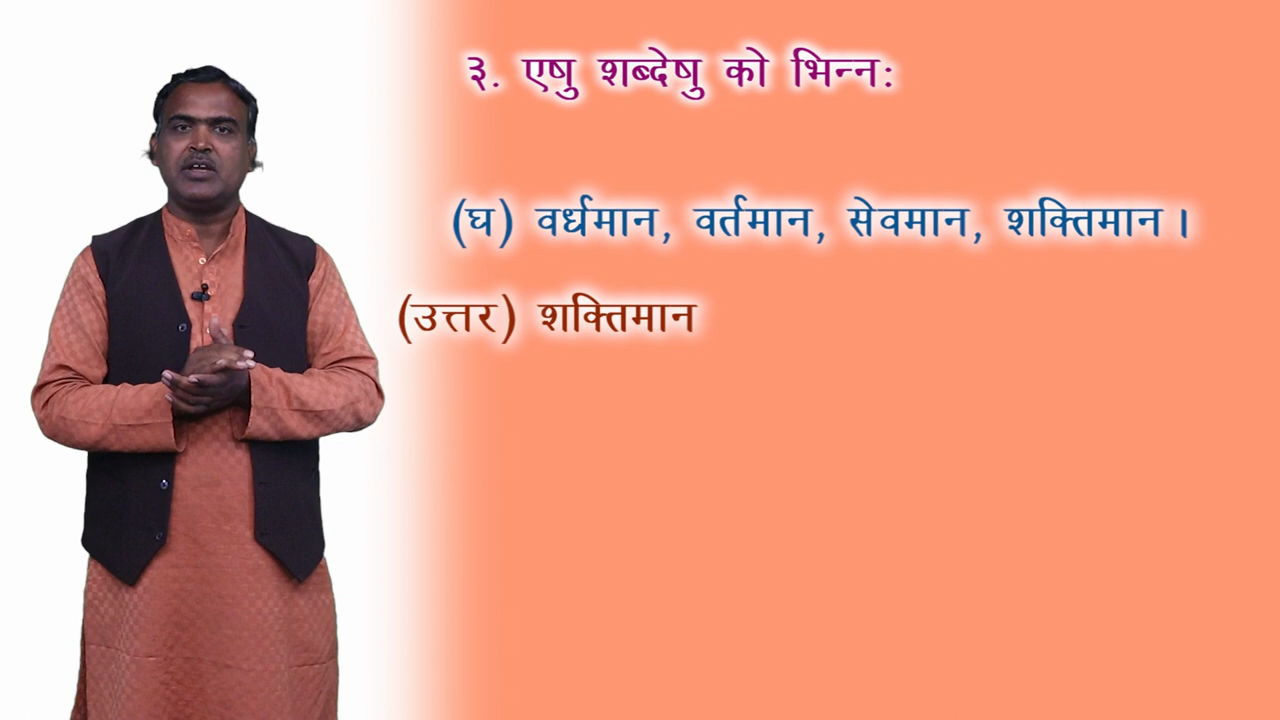 ३. एषु शब्देषु को भिन्न:
(घ) वर्धमान, वर्तमान, सेवमान, शक्तिमान।
(उत्तर) शक्तिमान